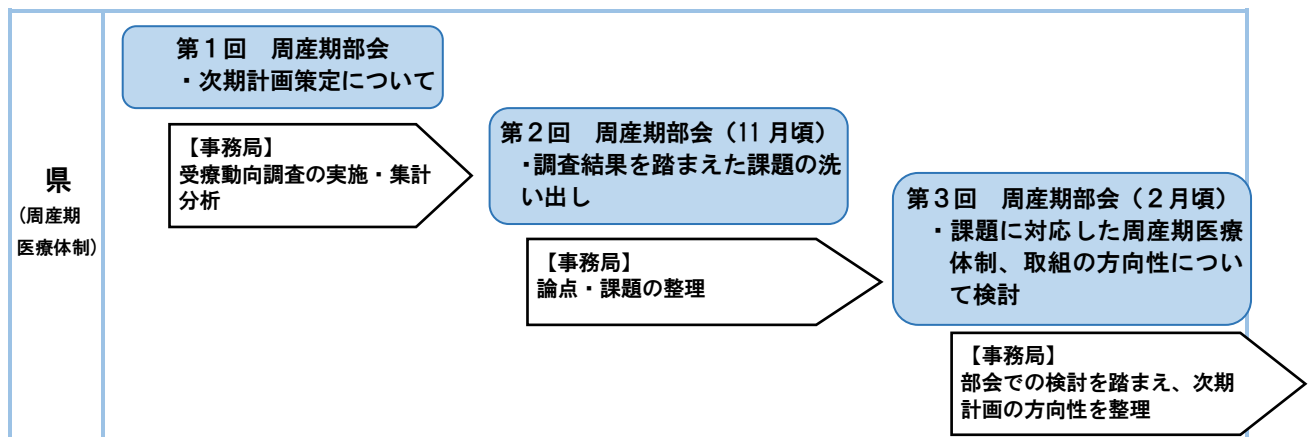 県
(周産期
医療体制)
第1回 周産期部会
・次期計画策定について
【事務局】
受療動向調査の実施・集計
分析
第2回 周産期部会(11月頃)
・調査結果を踏まえた課題の洗
い出し
【事務局】
論点・課題の整理
第3回 周産期部会(2月頃)
・課題に対応した周産期医療
体制、取組の方向性につい
て検討
【事務局】
部会での検討を踏まえ、次期
計画の方向性を整理